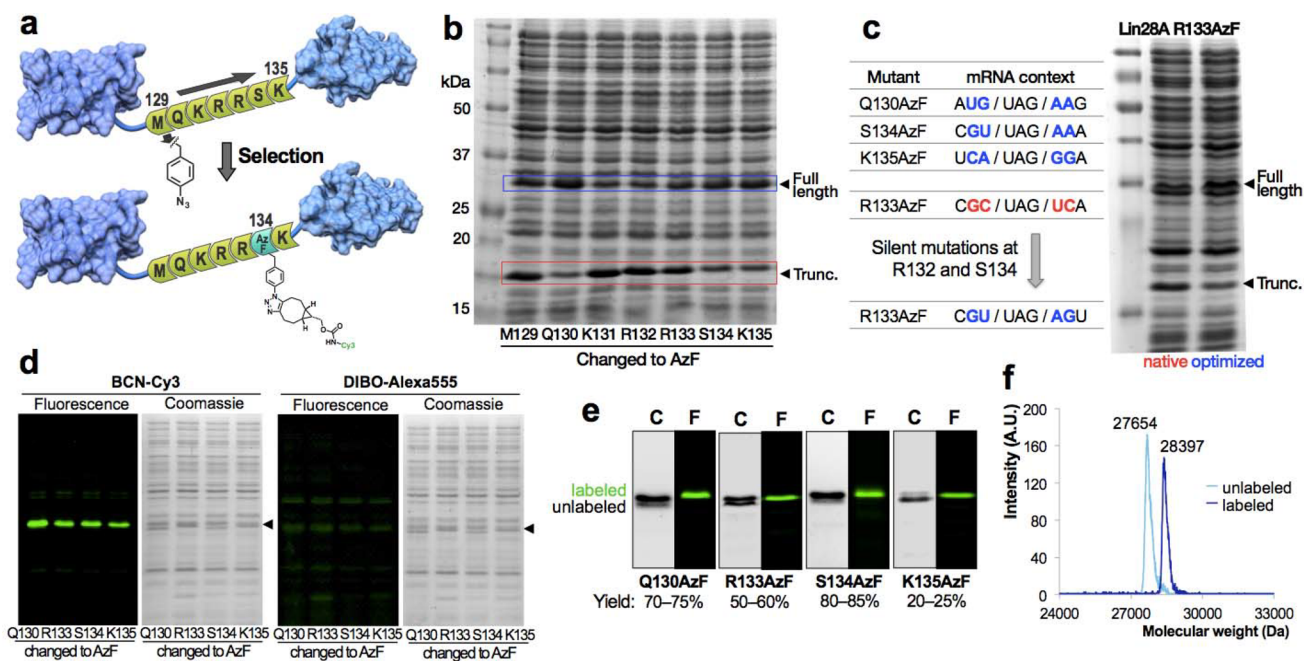 a
135
129
M Q K R R S K
N₃
Selection
134
M Q K R R AzF K
N
N
N
H
H
O
O
HN-Cy3
b
kDa
50
37
25
20
15
Full length
Trunc.
M129 Q130 K131 R132 R133 S134 K135
Changed to AzF
c
Mutant mRNA context
Q130AzF AUG / UAG / AAG
S134AzF CGU / UAG / AAA
K135AzF UCA / UAG / GGA
R133AzF CGC / UAG / UCA
Silent mutations at
R132 and S134
R133AzF CGU / UAG / AGU
Lin28A R133AzF
Full length
Trunc.
native optimized
d
BCN-Cy3 DIBO-Alexa555
Fluorescence Coomassie Fluorescence Coomassie
Q130 R133 S134 K135 Q130 R133 S134 K135 Q130 R133 S134 K135 Q130 R133 S134 K135
changed to AzF changed to AzF changed to AzF changed to AzF
e
C F C F C F C F
labeled
unlabeled
Q130AzF R133AzF S134AzF K135AzF
Yield: 70–75% 50–60% 80–85% 20–25%
f
Intensity (A.U.)
200
160
120
80
40
0
27654
28397
unlabeled
labeled
24000 27000 30000 33000
Molecular weight (Da)